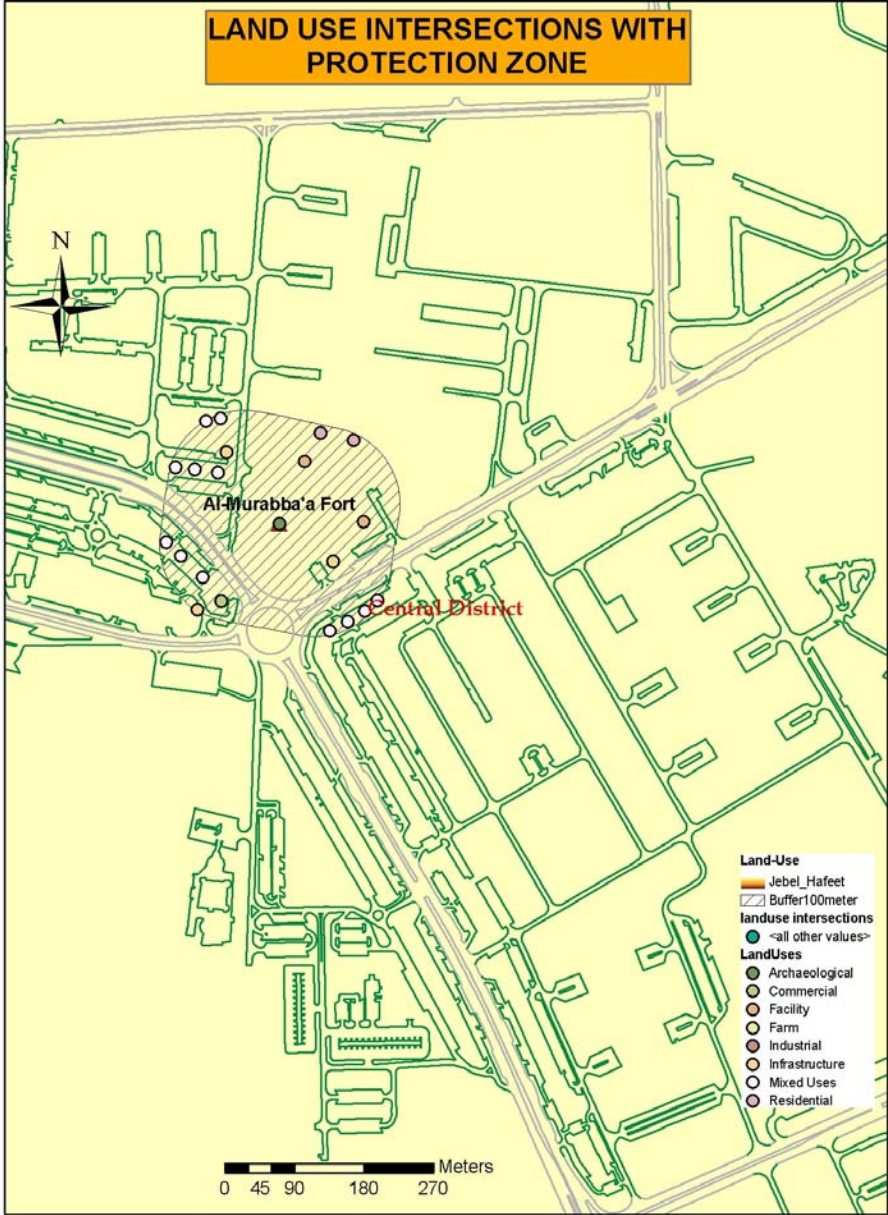 LAND USE INTERSECTIONS WITH
PROTECTION ZONE
N
Al-Murabba'a Fort
Central District
Land-Use
Jebel_Hafeet
Buffer100meter
landuse intersections
<all other values>
LandUses
Archaeological
Commercial
Facility
Farm
Industrial
Infrastructure
Mixed Uses
Residential
Meters
0 45 90 180 270